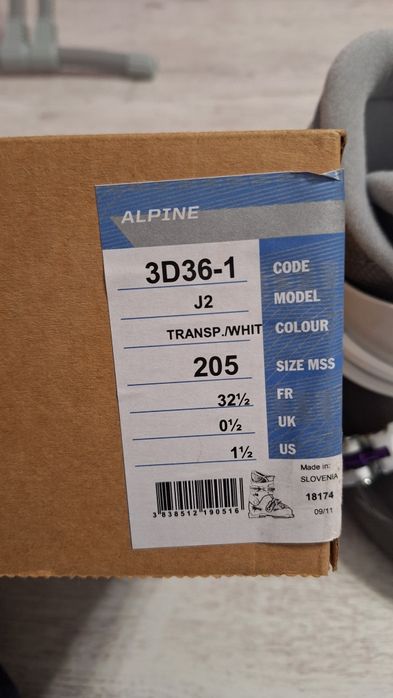 ALPINE
3D36-1 CODE
J2 MODEL
TRANSP./WHIT COLOUR
205 SIZE MSS
32½ FR
0½ UK
1½ US
Made in:
SLOVENIA
18174
09/11
3 838512 190516